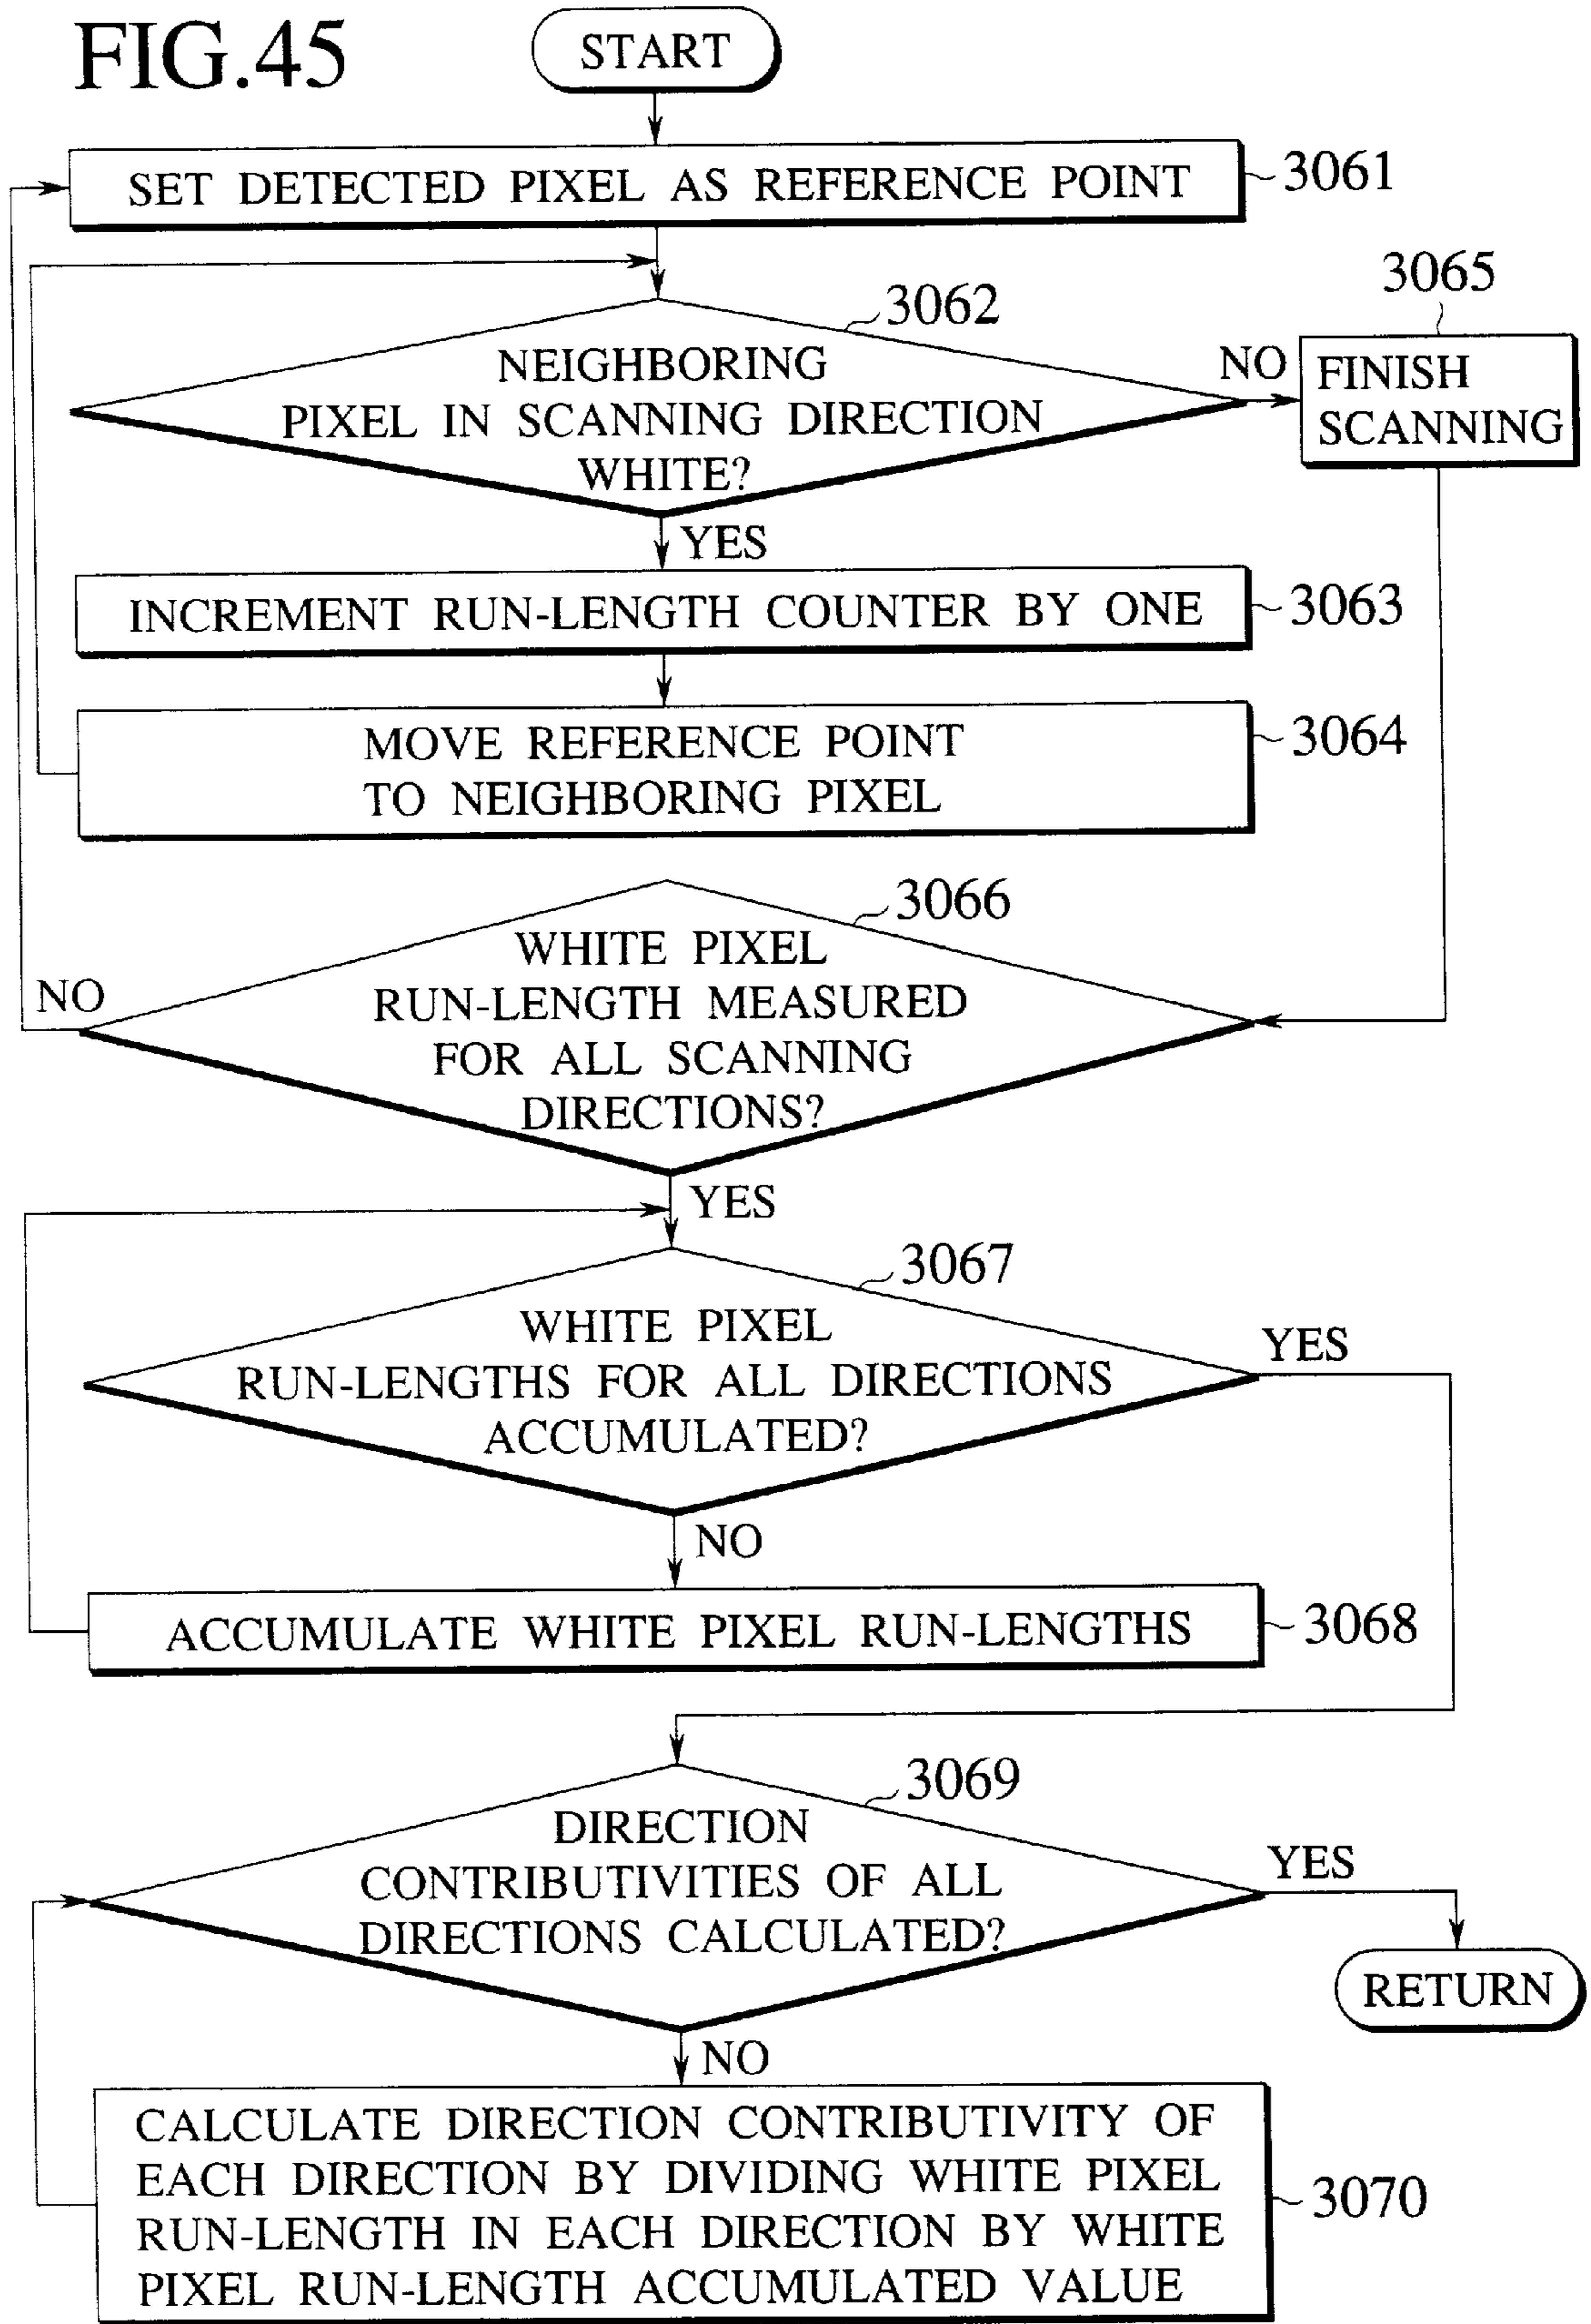 FIG.45
START
SET DETECTED PIXEL AS REFERENCE POINT
3061
3062
NEIGHBORING
PIXEL IN SCANNING DIRECTION
WHITE?
NO
3065
FINISH
SCANNING
YES
INCREMENT RUN-LENGTH COUNTER BY ONE
3063
MOVE REFERENCE POINT
TO NEIGHBORING PIXEL
3064
3066
WHITE PIXEL
RUN-LENGTH MEASURED
FOR ALL SCANNING
DIRECTIONS?
NO
YES
3067
WHITE PIXEL
RUN-LENGTHS FOR ALL DIRECTIONS
ACCUMULATED?
YES
NO
ACCUMULATE WHITE PIXEL RUN-LENGTHS
3068
3069
DIRECTION
CONTRIBUTIVITIES OF ALL
DIRECTIONS CALCULATED?
YES
RETURN
NO
CALCULATE DIRECTION CONTRIBUTIVITY OF
EACH DIRECTION BY DIVIDING WHITE PIXEL
RUN-LENGTH IN EACH DIRECTION BY WHITE
PIXEL RUN-LENGTH ACCUMULATED VALUE
3070